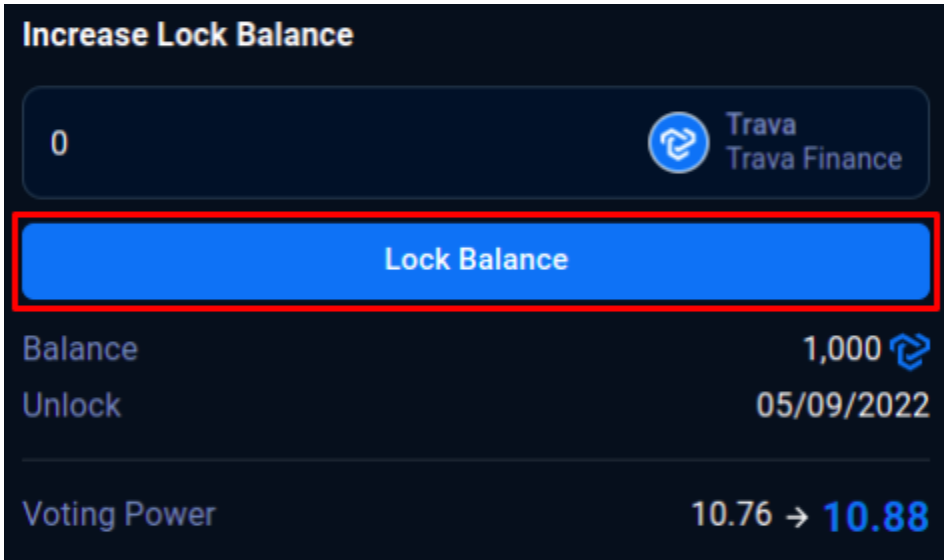 Increase Lock Balance
0
Trava
Trava Finance
Lock Balance
Balance 1,000
Unlock 05/09/2022
Voting Power 10.76 → 10.88